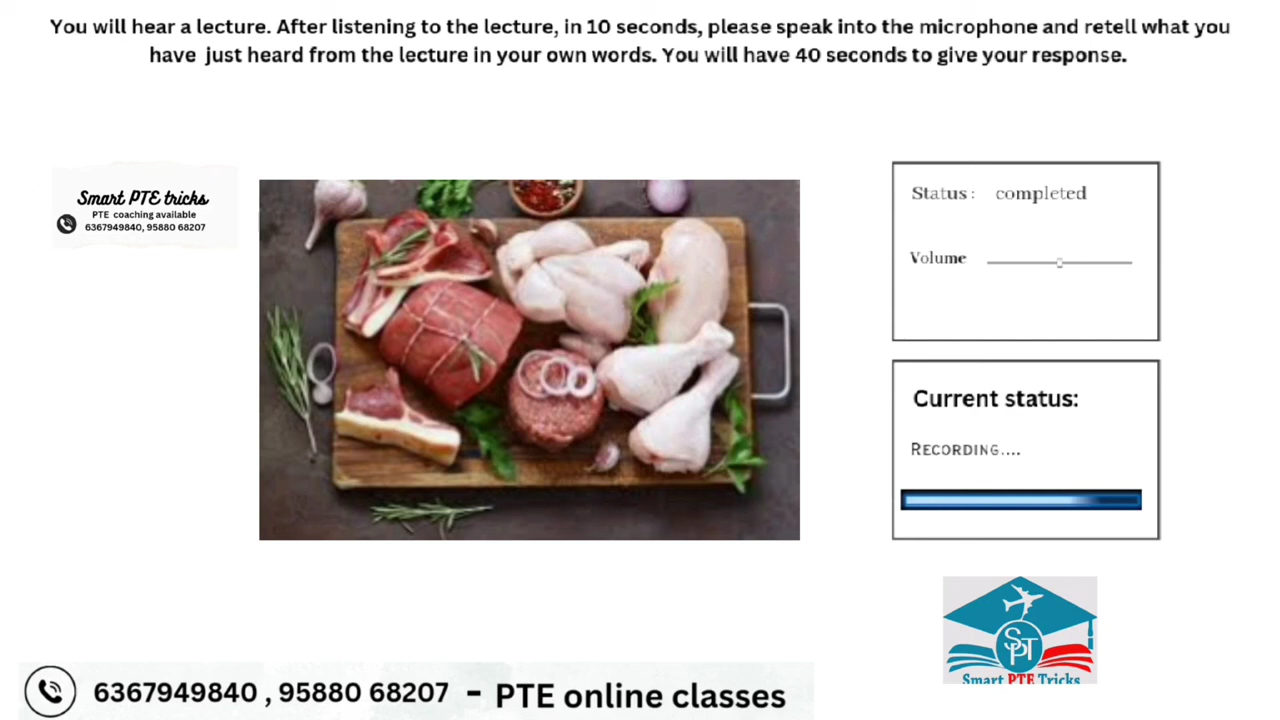 You will hear a lecture. After listening to the lecture, in 10 seconds, please speak into the microphone and retell what you
have just heard from the lecture in your own words. You will have 40 seconds to give your response.
Smart PTE tricks
PTE coaching available
6367949840, 95880 68207
Status : completed
Volume
Current status:
RECORDING....
SPT
Smart PTE Tricks
6367949840 , 95880 68207 - PTE online classes